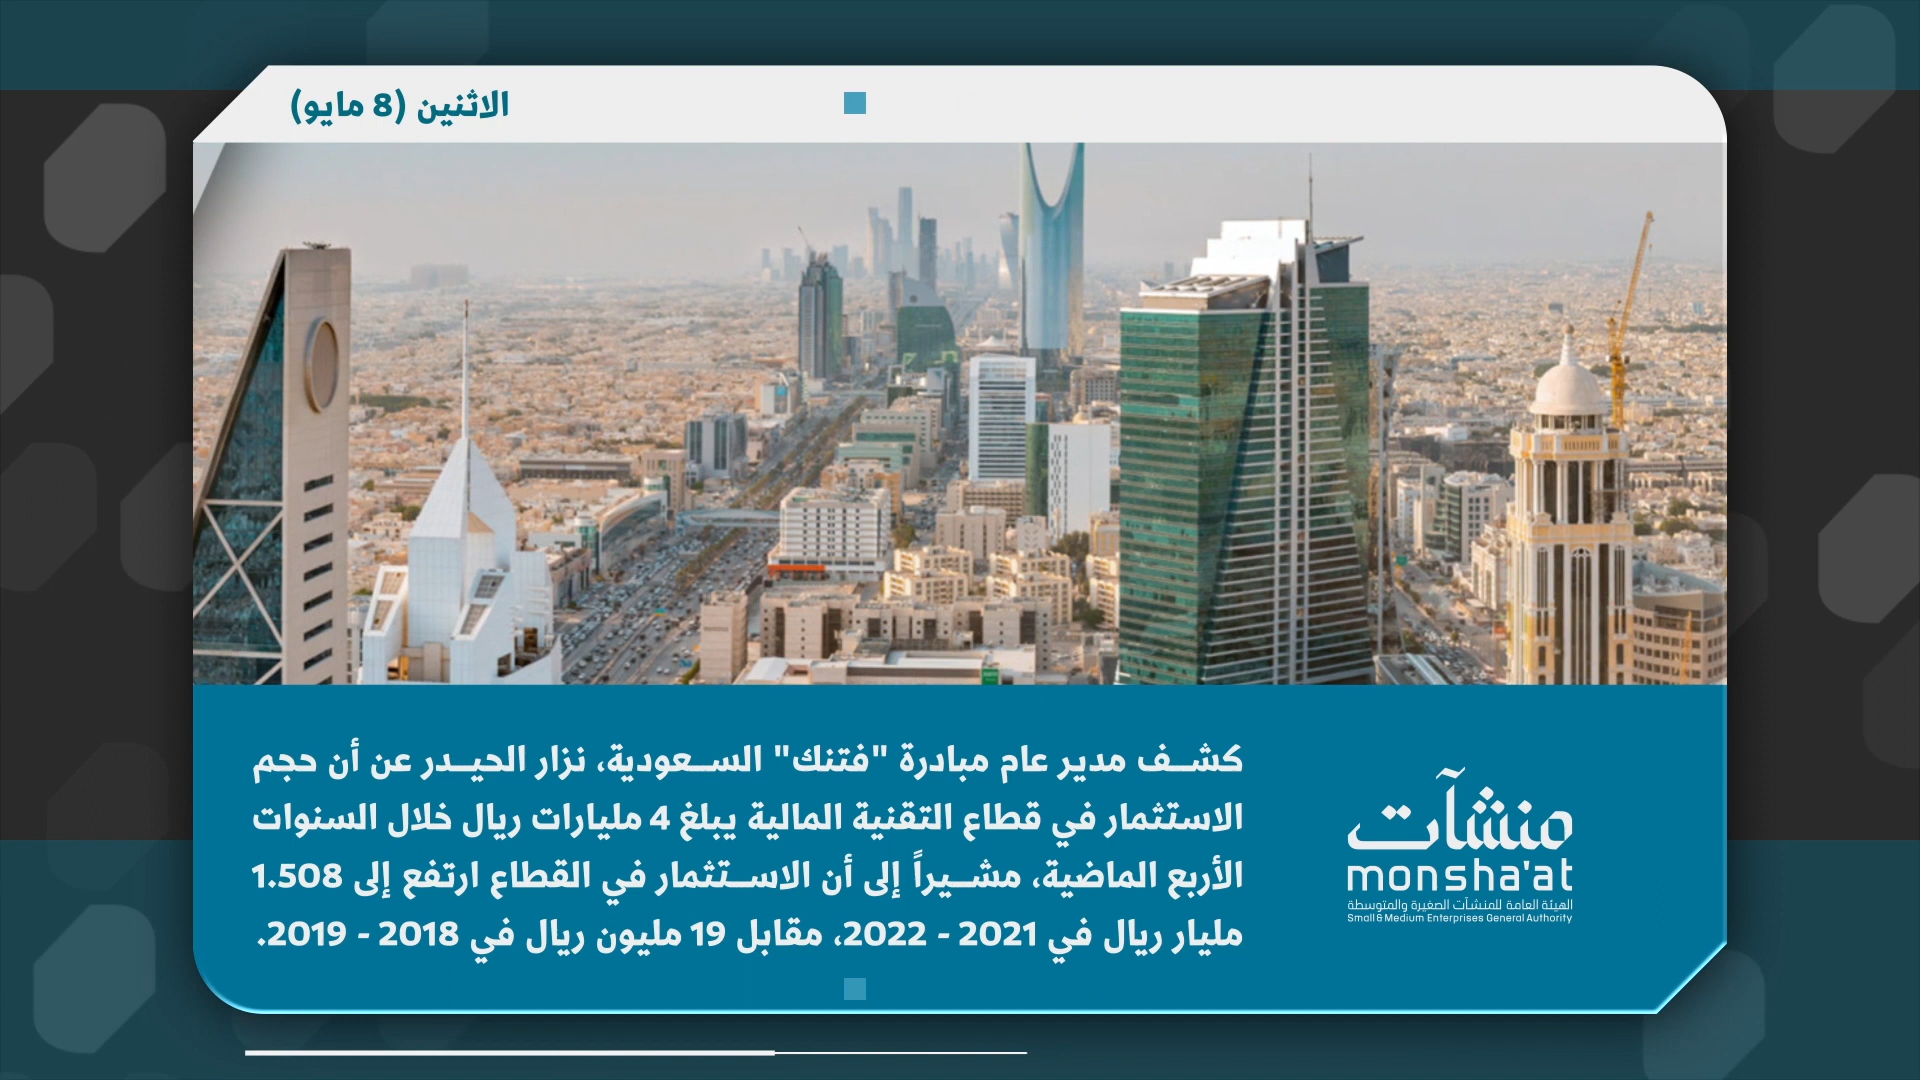 الاثنين (8 مايو)
كشف مدير عام مبادرة "فتنك" السعودية، نزار الحيدر عن أن حجم
الاستثمار في قطاع التقنية المالية يبلغ 4 مليارات ريال خلال السنوات
الأربع الماضية، مشيراً إلى أن الاستثمار في القطاع ارتفع إلى 1.508
مليار ريال في 2021 - 2022، مقابل 19 مليون ريال في 2018 - 2019.
منشآت
monsha'at
الهيئة العامة للمنشآت الصغيرة والمتوسطة
Small & Medium Enterprises General Authority